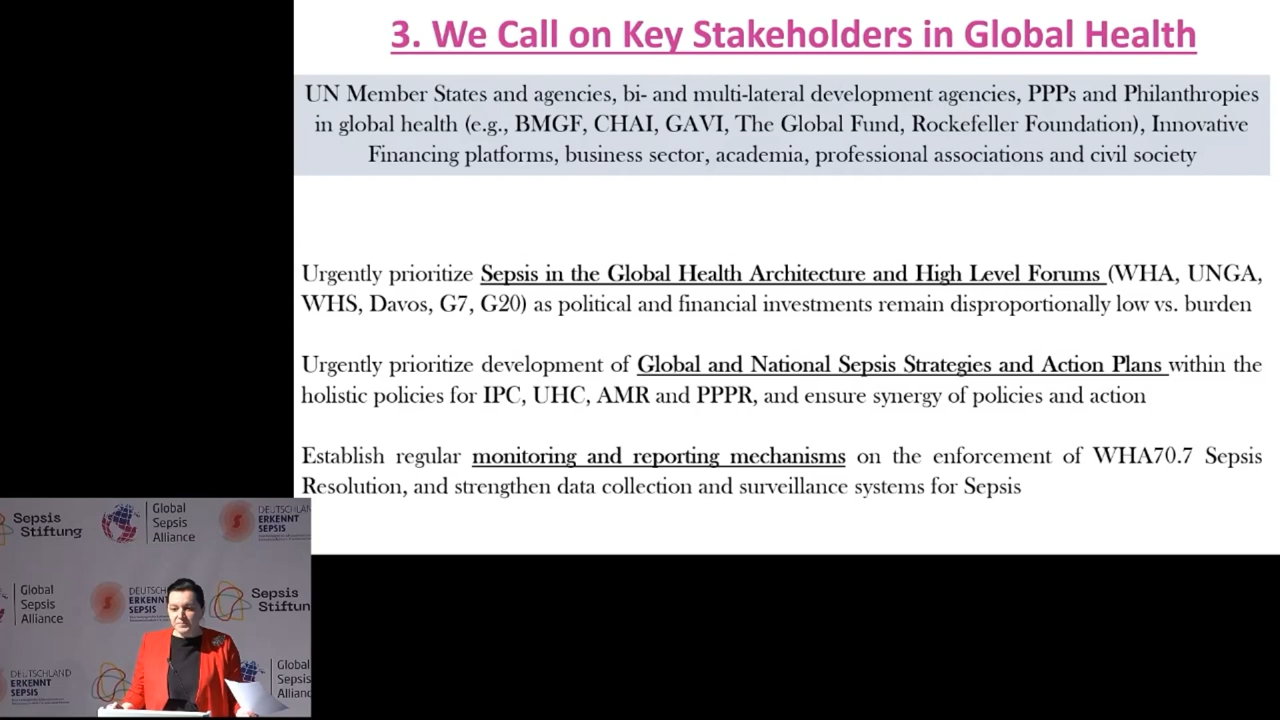 3. We Call on Key Stakeholders in Global Health
UN Member States and agencies, bi- and multi-lateral development agencies, PPPs and Philanthropies
in global health (e.g., BMGF, CHAI, GAVI, The Global Fund, Rockefeller Foundation), Innovative
Financing platforms, business sector, academia, professional associations and civil society
Urgently prioritize Sepsis in the Global Health Architecture and High Level Forums (WHA, UNGA,
WHS, Davos, G7, G20) as political and financial investments remain disproportionally low vs. burden
Urgently prioritize development of Global and National Sepsis Strategies and Action Plans within the
holistic policies for IPC, UHC, AMR and PPPR, and ensure synergy of policies and action
Establish regular monitoring and reporting mechanisms on the enforcement of WHA70.7 Sepsis
Resolution, and strengthen data collection and surveillance systems for Sepsis
Sepsis
Stiftung
Global
Sepsis
Alliance
DEUTSCHLAN
ERKENNT
SEPSIS
Global
Sepsis
Alliance
DEUTSCH
ERKENN
SEPSIS
Sepsis
Stiftun
DEUTSCHLAND
ERKENNT
SEPSIS
Global
Sepsis
Allianc